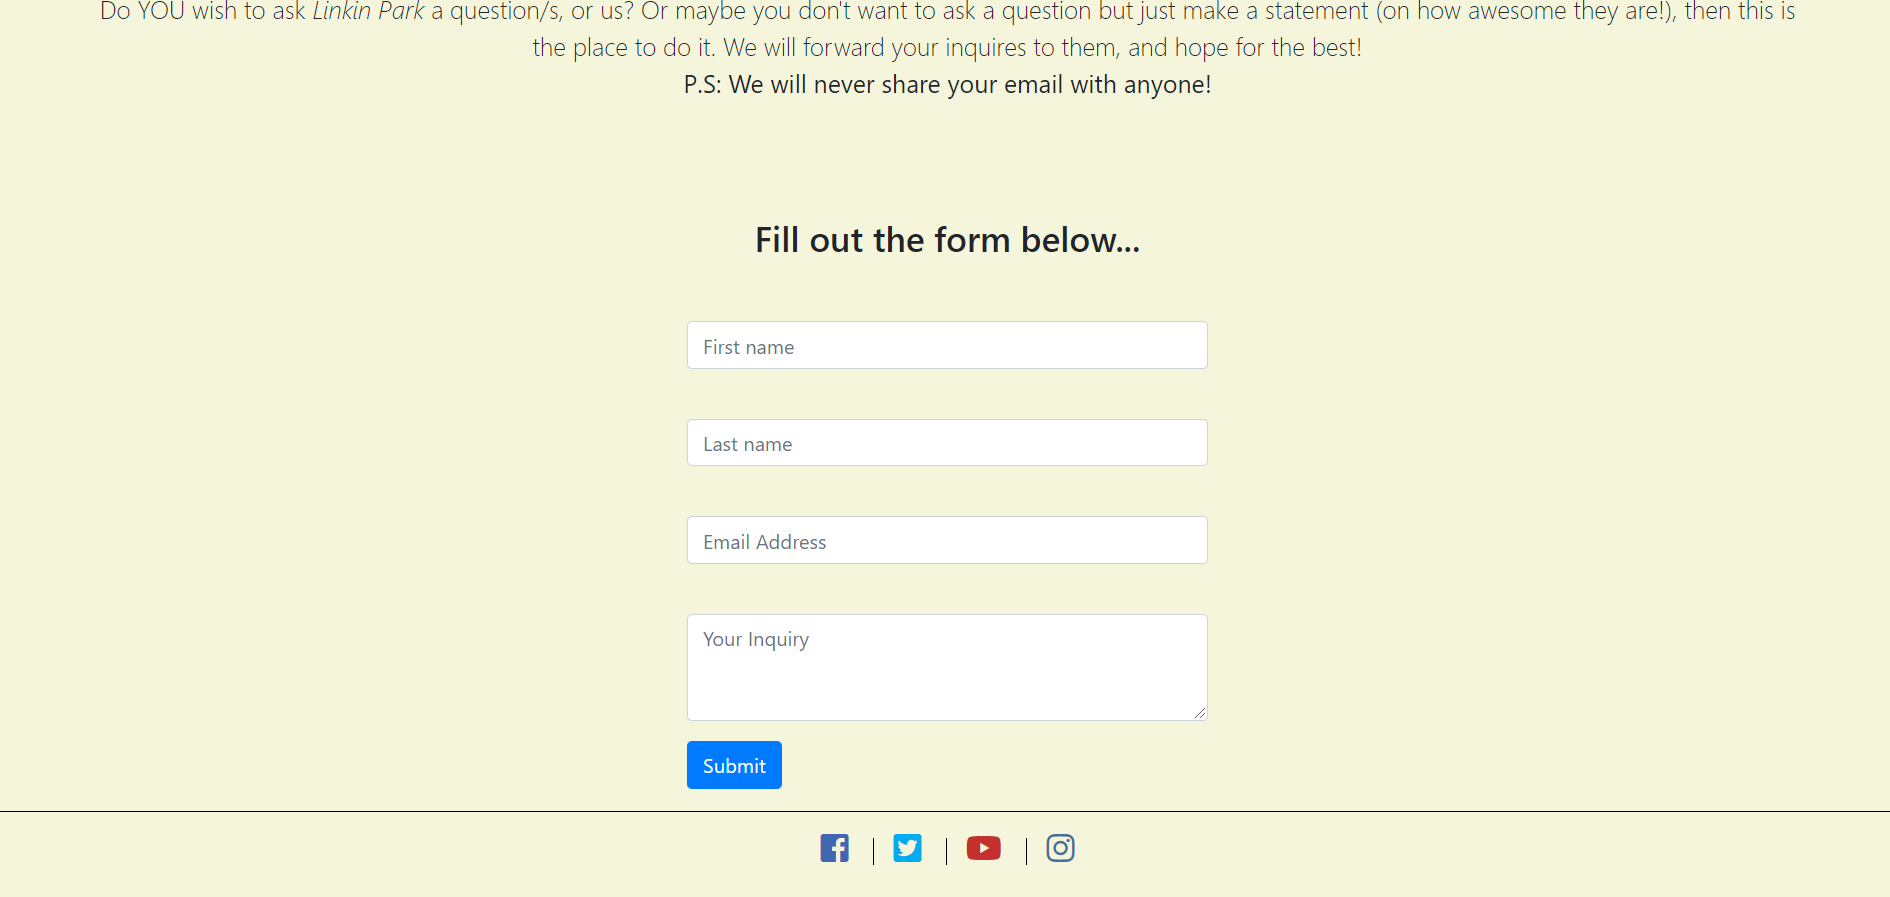 Do YOU wish to ask Linkin Park a question/s, or us? Or maybe you don't want to ask a question but just make a statement (on how awesome they are!), then this is
the place to do it. We will forward your inquires to them, and hope for the best!
P.S: We will never share your email with anyone!
Fill out the form below...
First name
Last name
Email Address
Your Inquiry
Submit